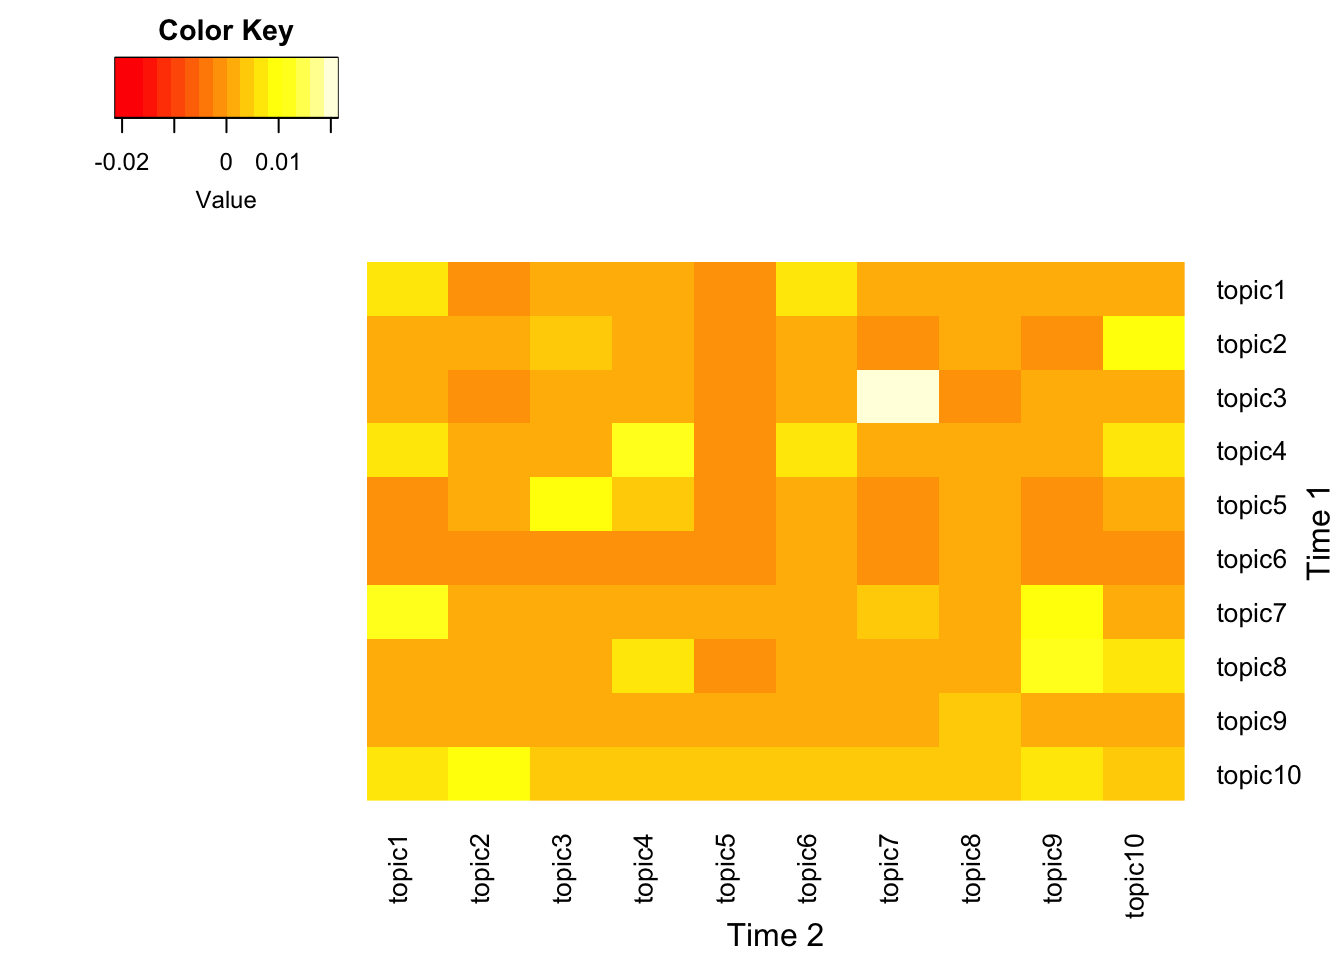 Color Key
-0.02 0 0.01
Value
topic1
topic2
topic3
topic4
topic5
topic6
topic7
topic8
topic9
topic10
Time 1
topic1 topic2 topic3 topic4 topic5 topic6 topic7 topic8 topic9 topic10
Time 2